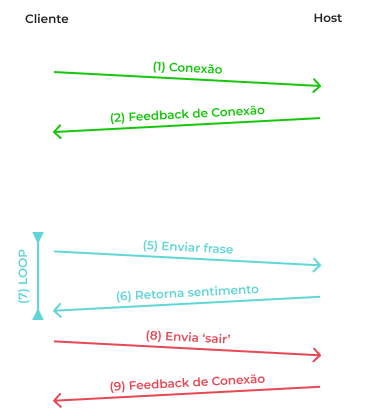 Cliente
Host
(1) Conexão
(2) Feedback de Conexão
(5) Enviar frase
(6) Retorna sentimento
(7) LOOP
(8) Envia ‘sair’
(9) Feedback de Conexão